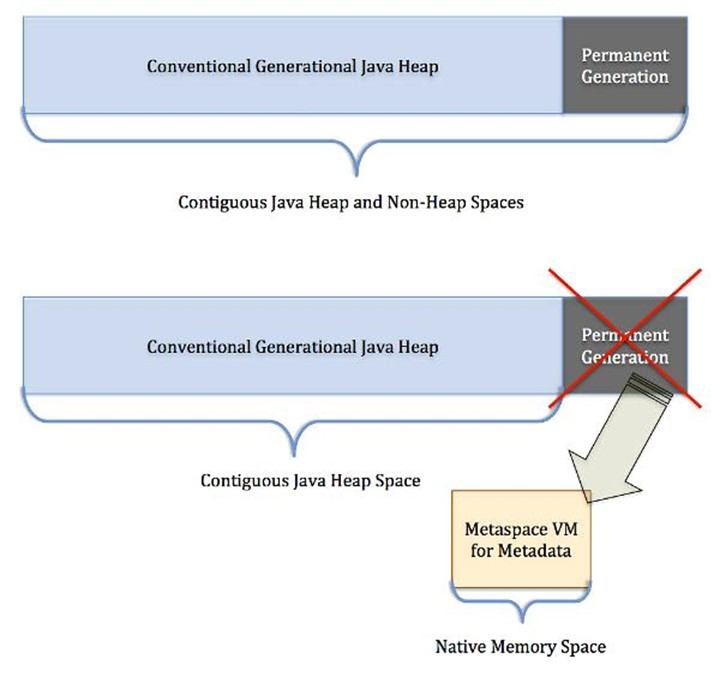 Conventional Generational Java Heap
Permanent
Generation
Contiguous Java Heap and Non-Heap Spaces
Conventional Generational Java Heap
Permanent
Generation
Contiguous Java Heap Space
Metaspace VM
for Metadata
Native Memory Space